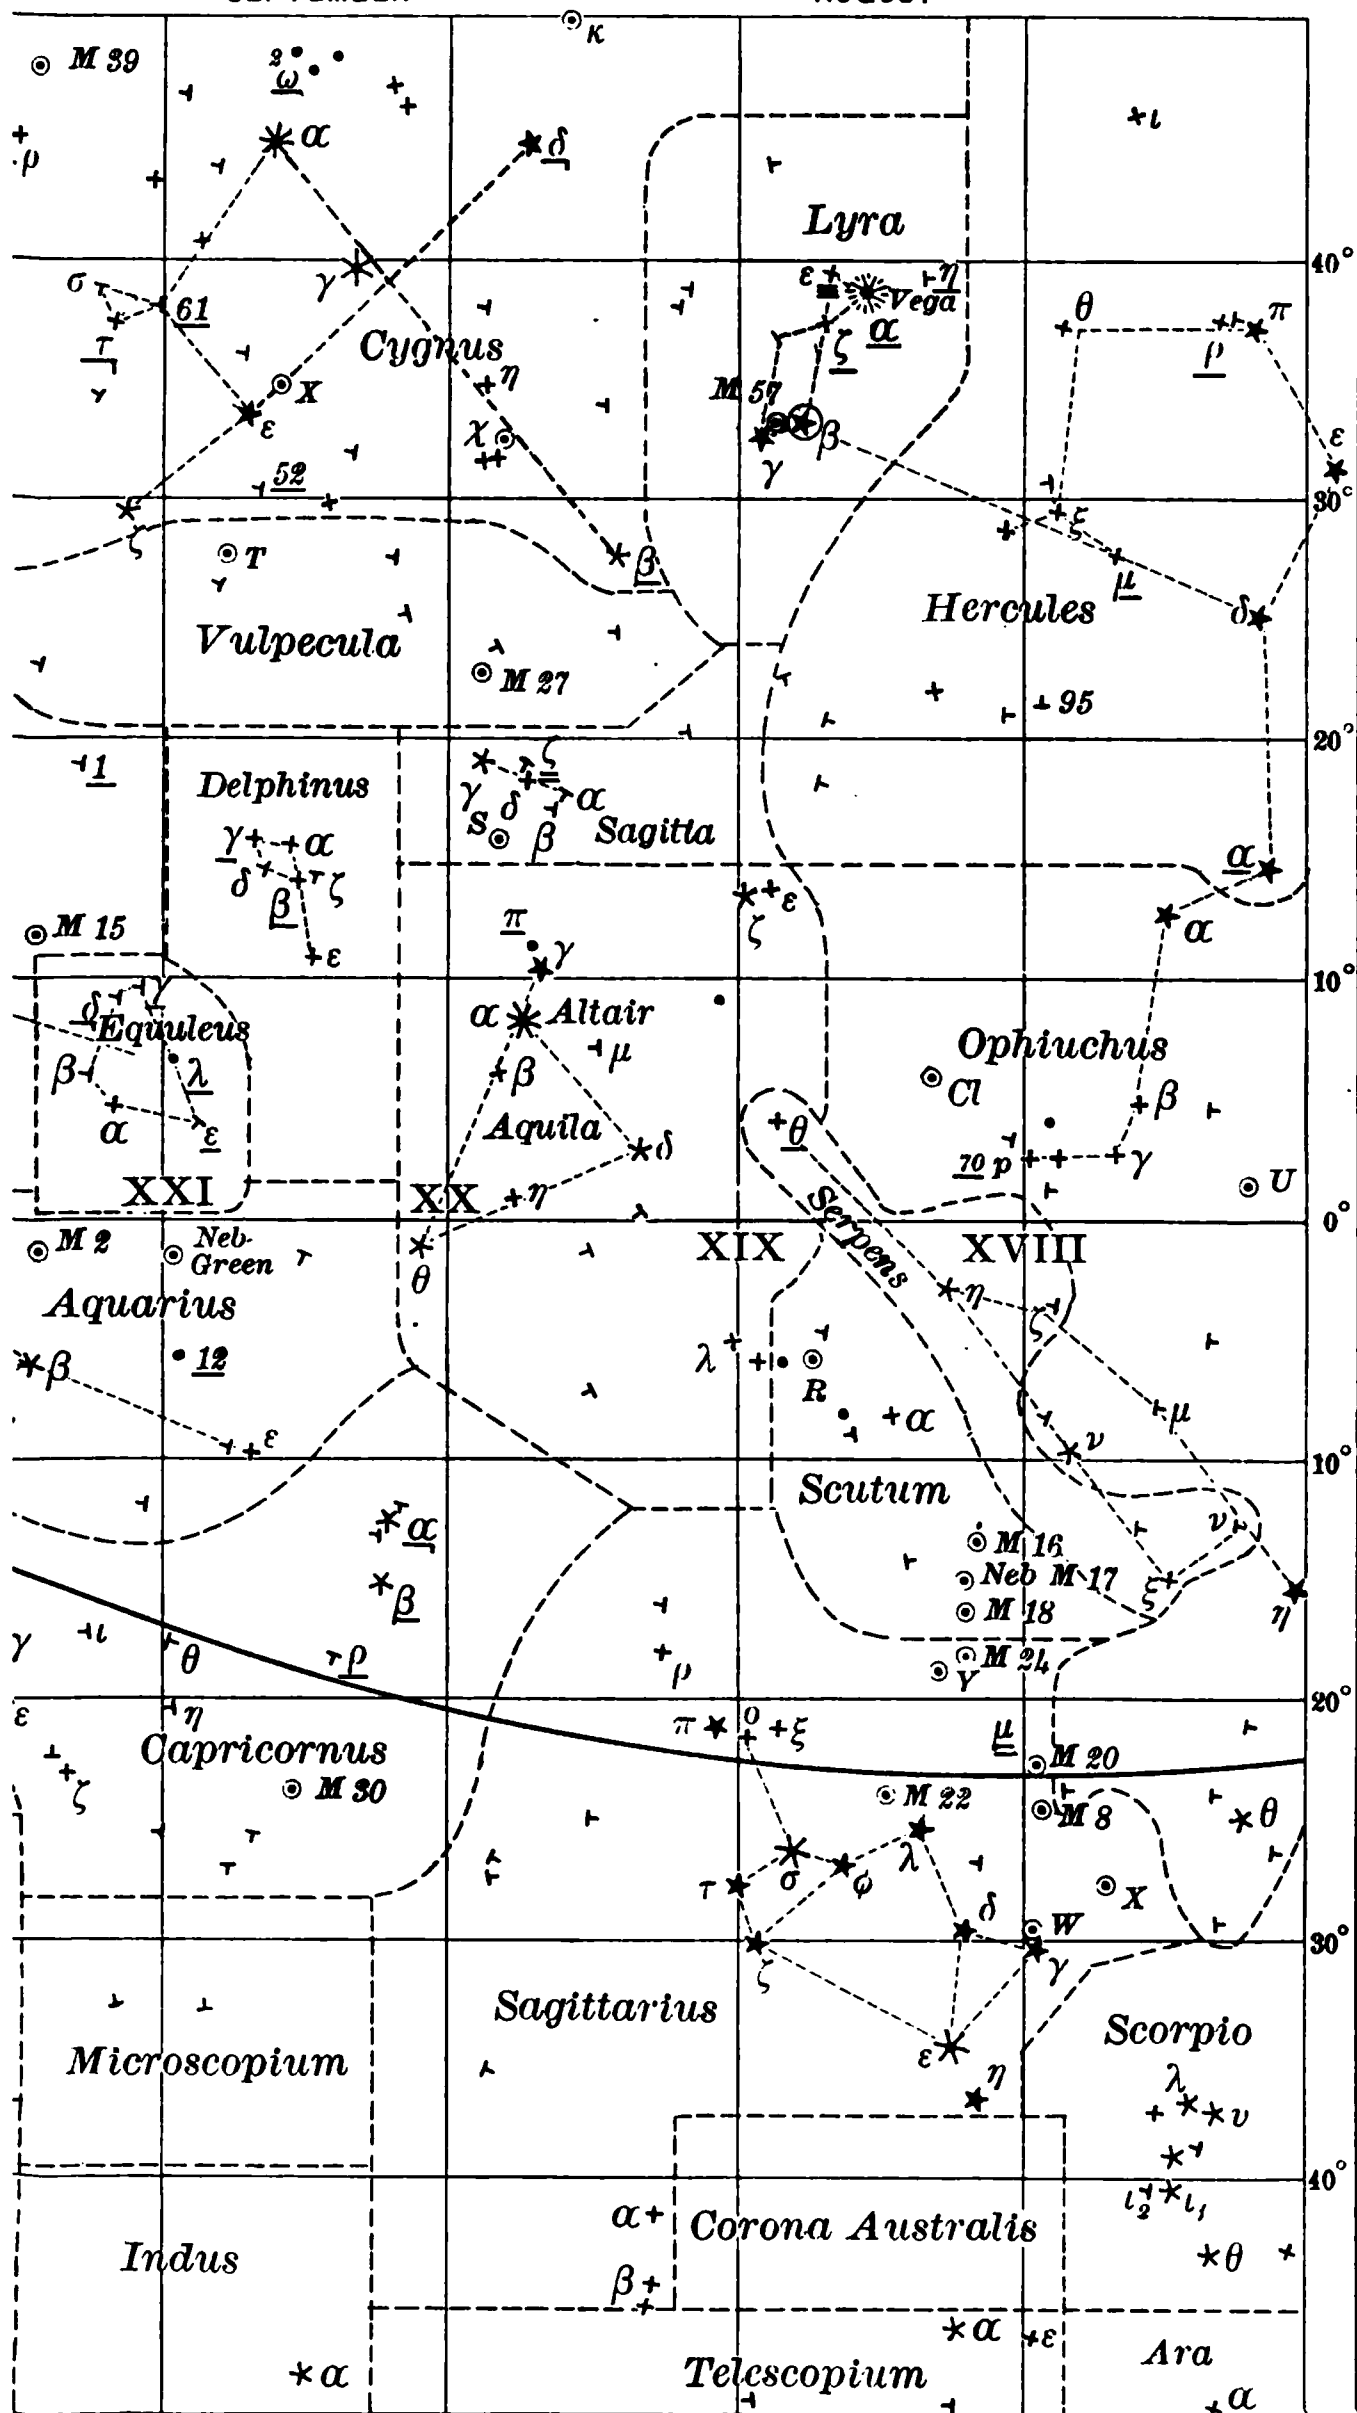 κ
M 39
2
ω
ρ
α
δ
ι
Lyra
40°
γ
ε
Vega
η
σ
61
τ
Cygnus
ζ
α
θ
π
ρ
X
η
M 57
ε
χ
β
γ
ε
52
30°
ζ
ξ
T
β
μ
Hercules
δ
Vulpecula
M 27
95
20°
1
Delphinus
ζ
γ
δ
α
S
β
Sagitta
γ
α
δ
ζ
β
α
M 15
ε
ζ
α
π
γ
ε
10°
δ
γ
Equuleus
α
Altair
μ
Ophiuchus
β
λ
β
Cl
β
α
ε
Aquila
δ
θ
70 p
γ
XXI
XX
η
U
0°
M 2
Neb-
Green
θ
XIX
Serpens
XVIII
Aquarius
η
ζ
β
12
λ
R
α
μ
ε
ν
10°
Scutum
α
M 16
ν
Neb M 17
β
M 18
ξ
η
γ
ι
θ
ρ
ρ
M 24
Y
20°
ε
η
π
o
ξ
μ
Capricornus
M 20
ζ
M 30
M 22
M 8
θ
λ
τ
σ
φ
X
δ
W
30°
ζ
γ
Sagittarius
Scorpio
Microscopium
ε
η
λ
υ
40°
ι2
ι1
α
Corona Australis
Indus
θ
β
α
ε
Ara
α
Telescopium
α